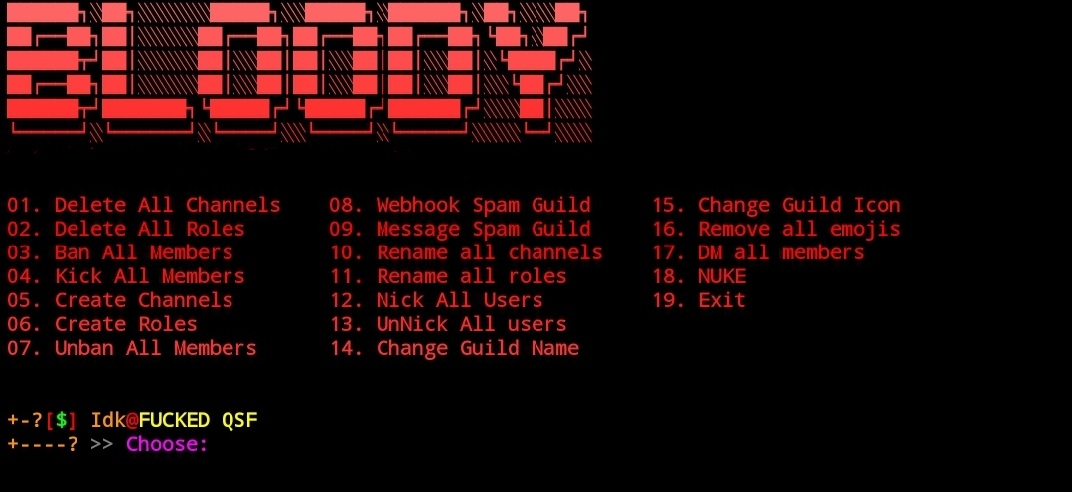 BLOODY
01. Delete All Channels 08. Webhook Spam Guild 15. Change Guild Icon
02. Delete All Roles 09. Message Spam Guild 16. Remove all emojis
03. Ban All Members 10. Rename all channels 17. DM all members
04. Kick All Members 11. Rename all roles 18. NUKE
05. Create Channels 12. Nick All Users 19. Exit
06. Create Roles 13. UnNick All users
07. Unban All Members 14. Change Guild Name
+-?[$] Idk@FUCKED QSF
+----? >> Choose: